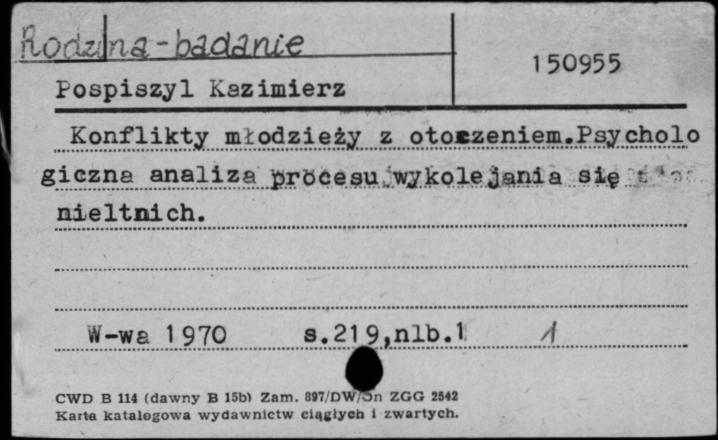 Rodzina-badanie
150955
Pospiszyl Kazimierz
Konflikty młodzieży z otoczeniem.Psycholo
giczna analiza procesu wykolejania się
nieltnich.
W-wa 1970 s.219,nlb.1 1
CWD B 114 (dawny B 15b) Zam. 897/DW/Sn ZGG 2542
Karta katalogowa wydawnictw ciągłych i zwartych.